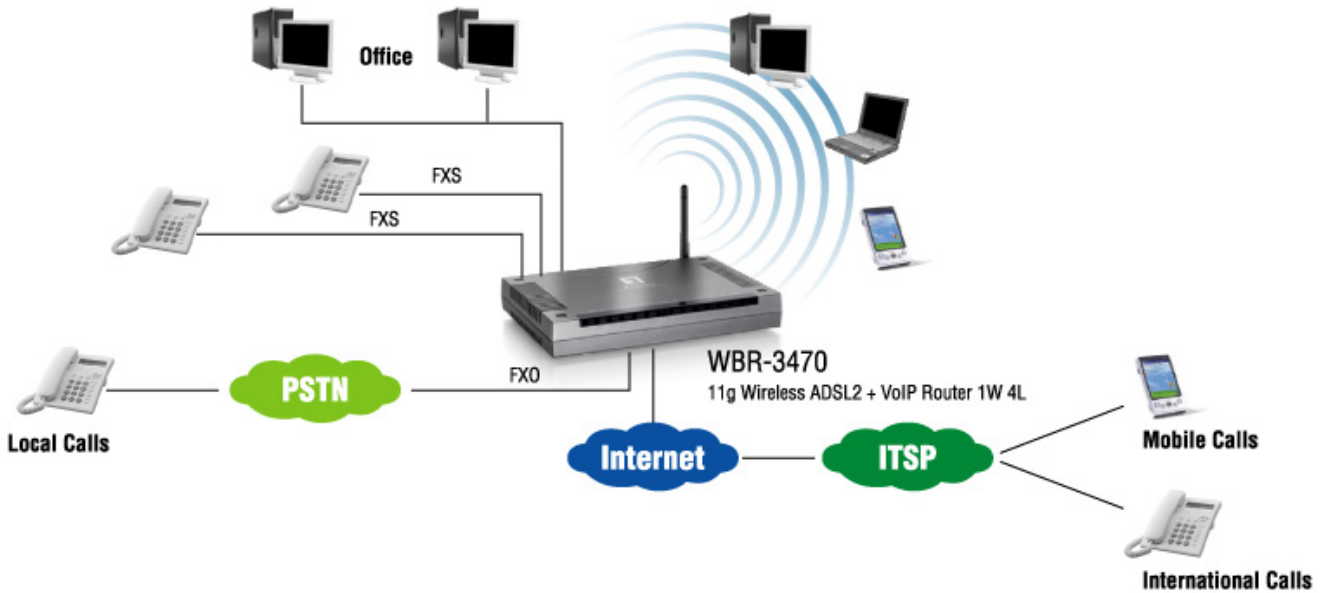 Office
FXS
FXS
WBR-3470
11g Wireless ADSL2 + VoIP Router 1W 4L
FXO
PSTN
Local Calls
Internet
ITSP
Mobile Calls
International Calls